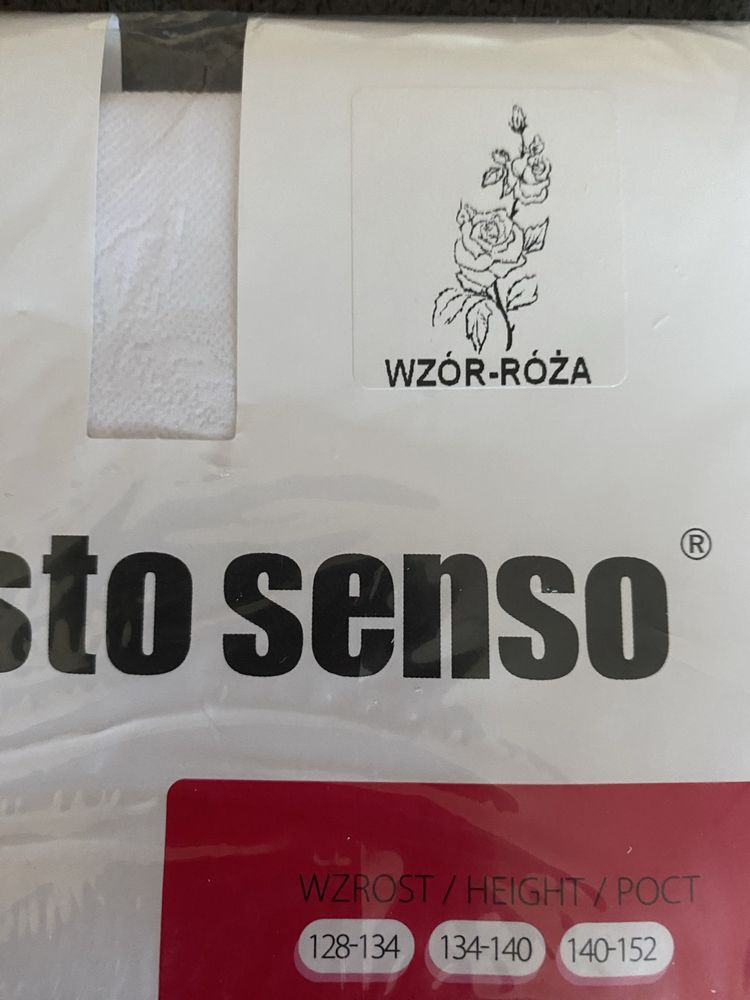 WZÓR-RÓŻA
sto senso®
WZROST / HEIGHT / РОСТ
128-134 134-140 140-152